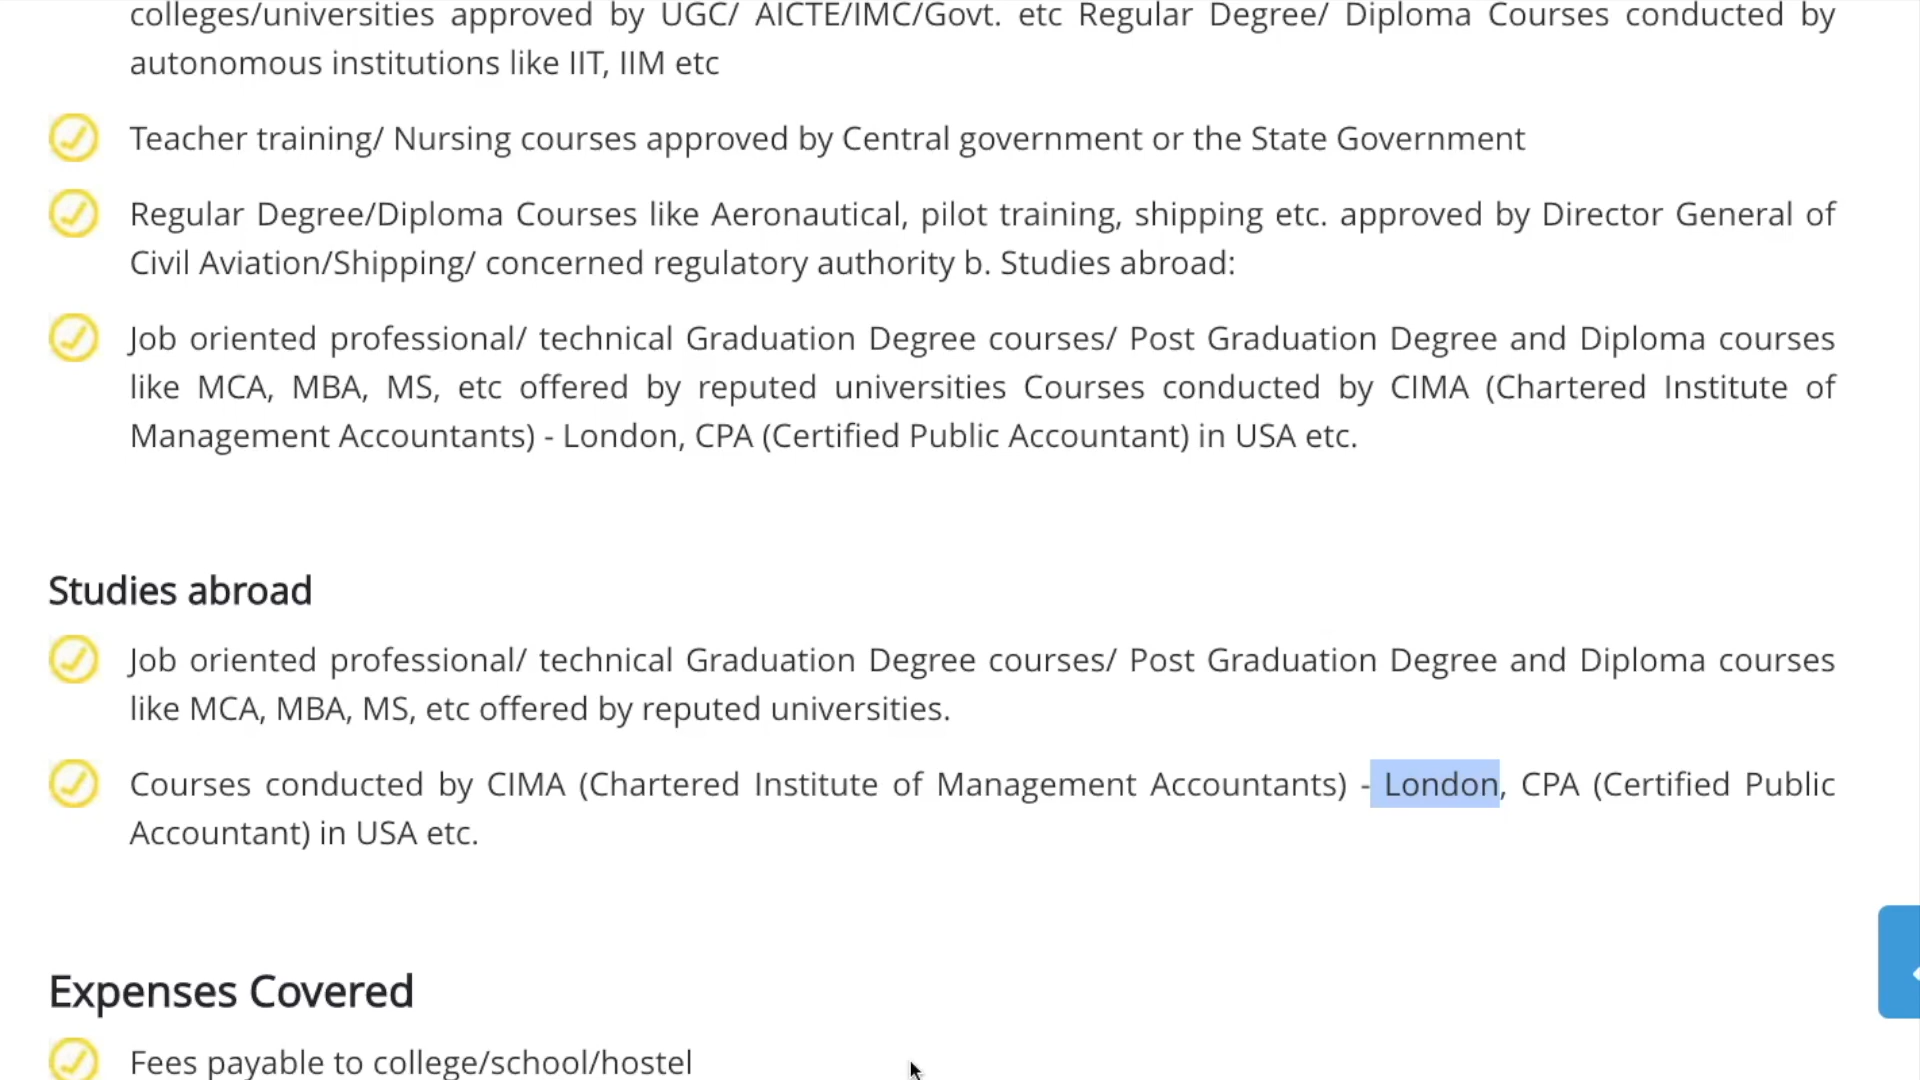 colleges/universities approved by UGC/ AICTE/IMC/Govt. etc Regular Degree/ Diploma Courses conducted by
autonomous institutions like IIT, IIM etc
Teacher training/ Nursing courses approved by Central government or the State Government
Regular Degree/Diploma Courses like Aeronautical, pilot training, shipping etc. approved by Director General of
Civil Aviation/Shipping/ concerned regulatory authority b. Studies abroad:
Job oriented professional/ technical Graduation Degree courses/ Post Graduation Degree and Diploma courses
like MCA, MBA, MS, etc offered by reputed universities Courses conducted by CIMA (Chartered Institute of
Management Accountants) - London, CPA (Certified Public Accountant) in USA etc.
Studies abroad
Job oriented professional/ technical Graduation Degree courses/ Post Graduation Degree and Diploma courses
like MCA, MBA, MS, etc offered by reputed universities.
Courses conducted by CIMA (Chartered Institute of Management Accountants) - London, CPA (Certified Public
Accountant) in USA etc.
Expenses Covered
Fees payable to college/school/hostel